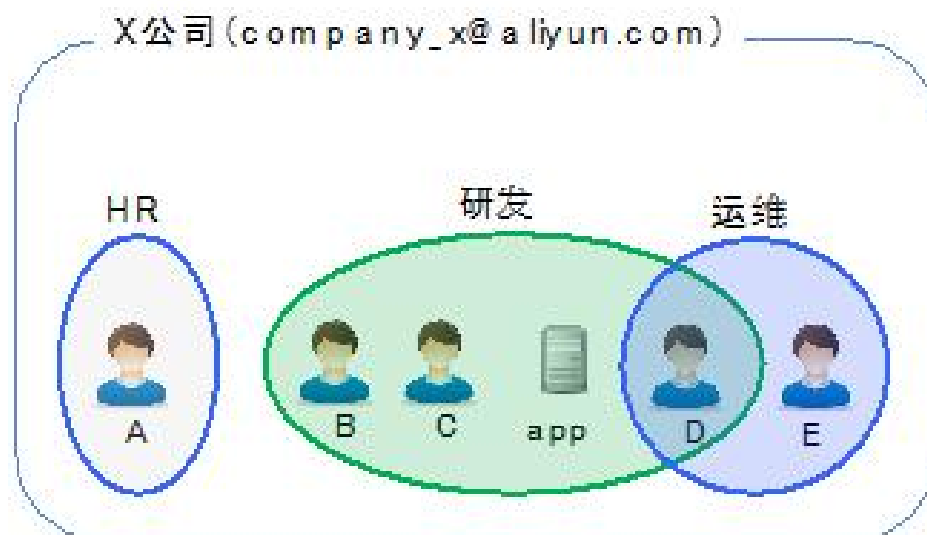 X公司(company_x@aliyun.com)
HR
研发
运维
A
B
C
app
D
E